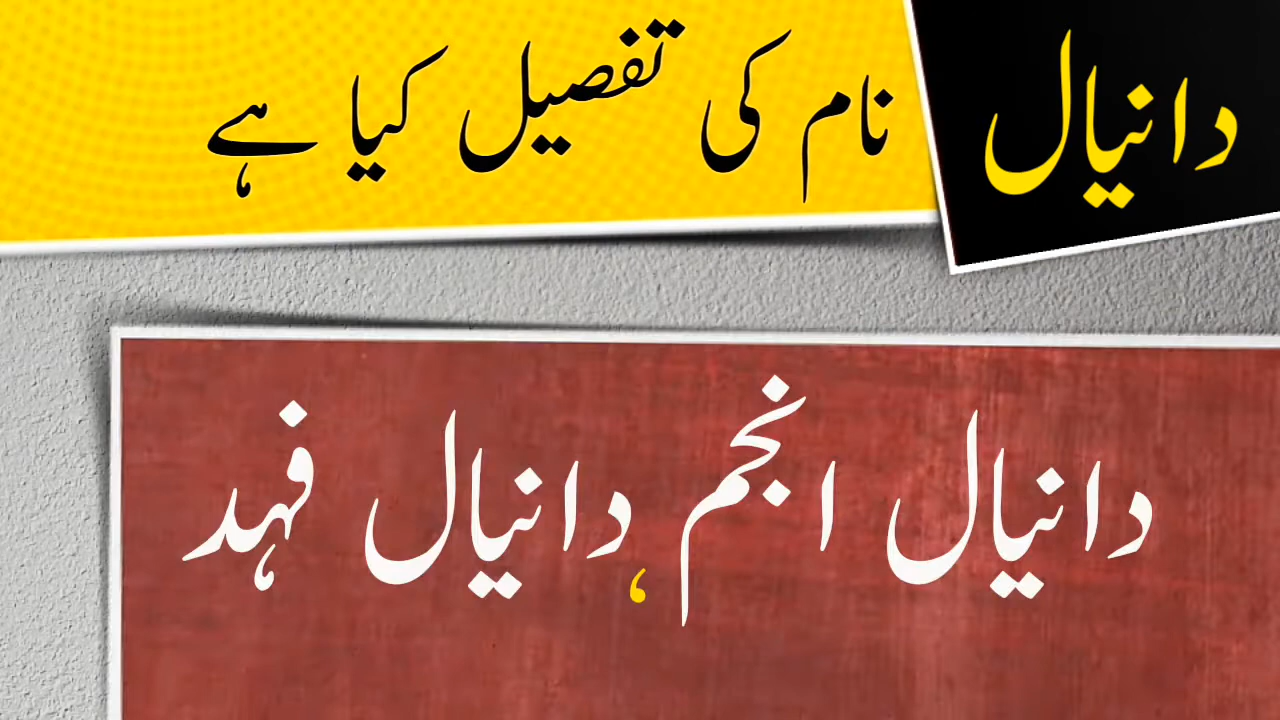 دانیال نام کی تفصیل کیا ہے
دانیال انجم، دانیال فہد